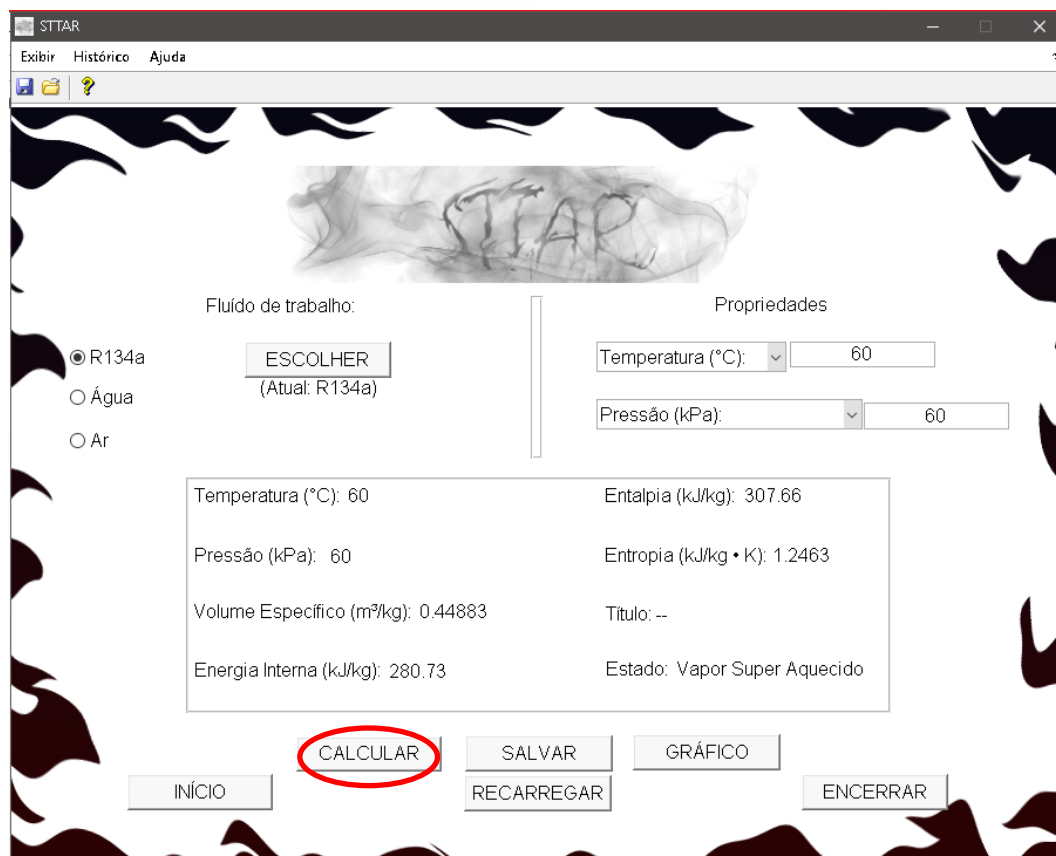 STTAR
Exibir Histórico Ajuda
STTAR
Fluído de trabalho:
Propriedades
R134a
ESCOLHER
(Atual: R134a)
Água
Ar
Temperatura (°C): 60
Pressão (kPa): 60
Temperatura (°C): 60
Entalpia (kJ/kg): 307.66
Pressão (kPa): 60
Entropia (kJ/kg • K): 1.2463
Volume Específico (m³/kg): 0.44883
Título: --
Energia Interna (kJ/kg): 280.73
Estado: Vapor Super Aquecido
CALCULAR
SALVAR
GRÁFICO
INÍCIO
RECARREGAR
ENCERRAR